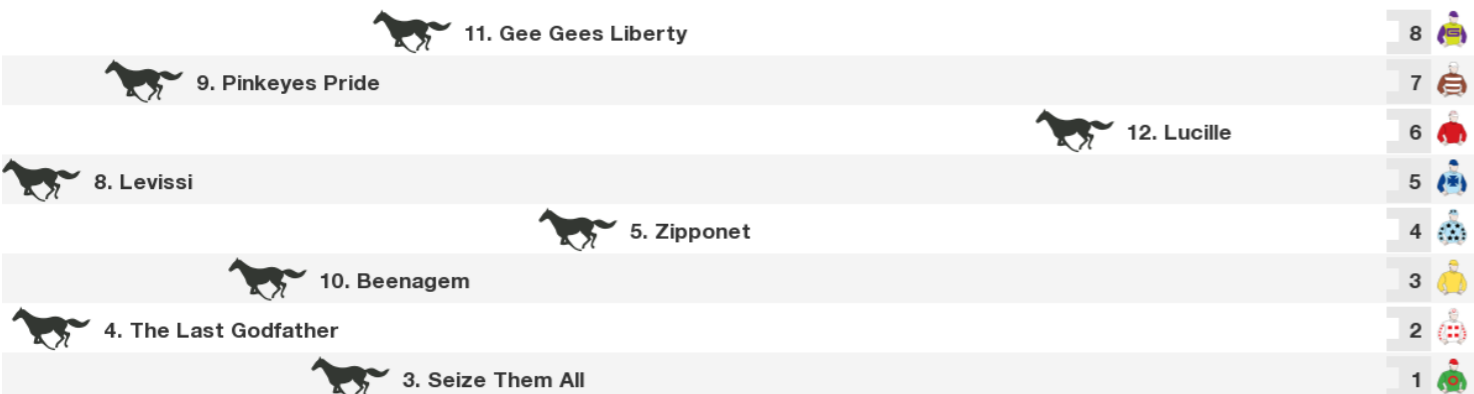 11. Gee Gees Liberty 8
9. Pinkeyes Pride 7
12. Lucille 6
8. Levissi 5
5. Zipponet 4
10. Beenagem 3
4. The Last Godfather 2
3. Seize Them All 1